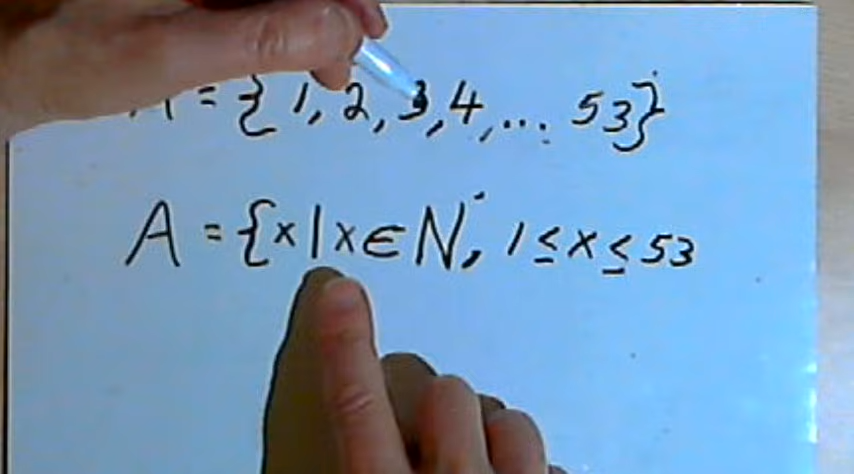 A = {1, 2, 3, 4, ... 53}
A = {x | x ∈ N, 1 ≤ x ≤ 53